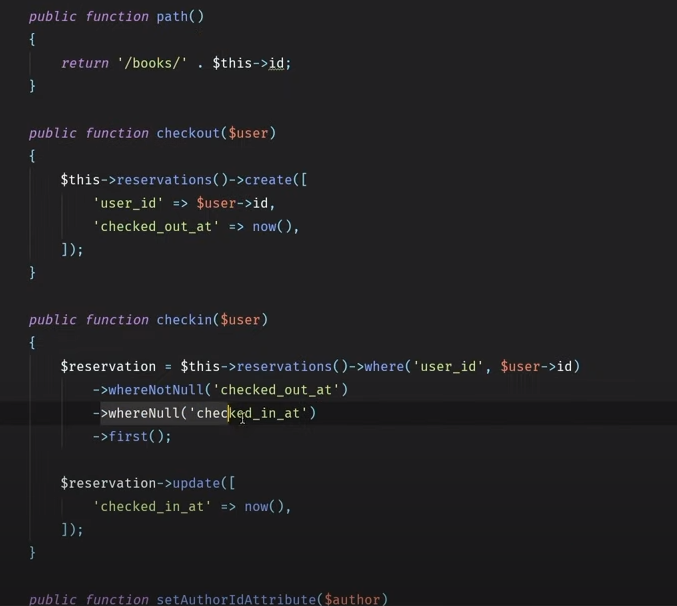 public function path()
{
return '/books/' . $this->id;
}
public function checkout($user)
{
$this->reservations()->create([
'user_id' => $user->id,
'checked_out_at' => now(),
]);
}
public function checkin($user)
{
$reservation = $this->reservations()->where('user_id', $user->id)
->whereNotNull('checked_out_at')
->whereNull('checked_in_at')
->first();
$reservation->update([
'checked_in_at' => now(),
]);
}
public function setAuthorIdAttribute($author)